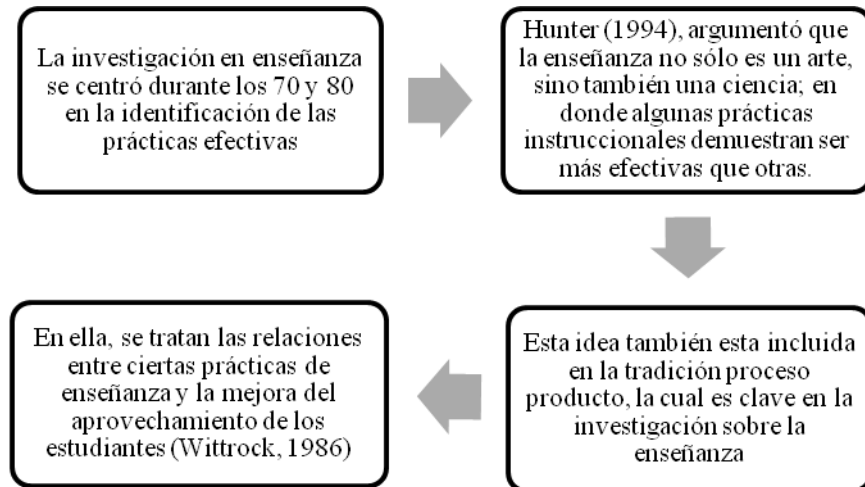 La investigación en enseñanza
se centró durante los 70 y 80
en la identificación de las
prácticas efectivas
Hunter (1994), argumentó que
la enseñanza no sólo es un arte,
sino también una ciencia; en
donde algunas prácticas
instruccionales demuestran ser
más efectivas que otras.
Esta idea también esta incluida
en la tradición proceso
producto, la cual es clave en la
investigación sobre la
enseñanza
En ella, se tratan las relaciones
entre ciertas prácticas de
enseñanza y la mejora del
aprovechamiento de los
estudiantes (Wittrock, 1986)